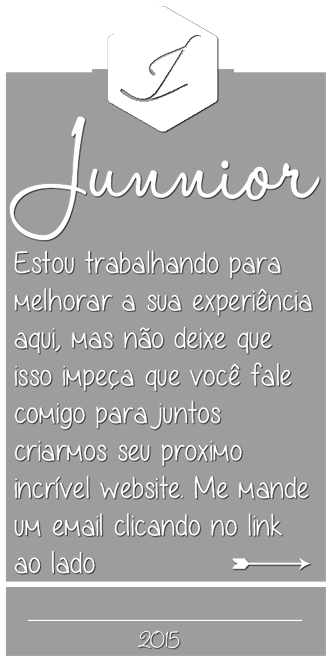 J
Junnior
Estou trabalhando para
melhorar a sua experiência
aqui, mas não deixe que
isso impeça que você fale
comigo para juntos
criarmos seu proximo
incrível website. Me mande
um email clicando no link
ao lado
2015